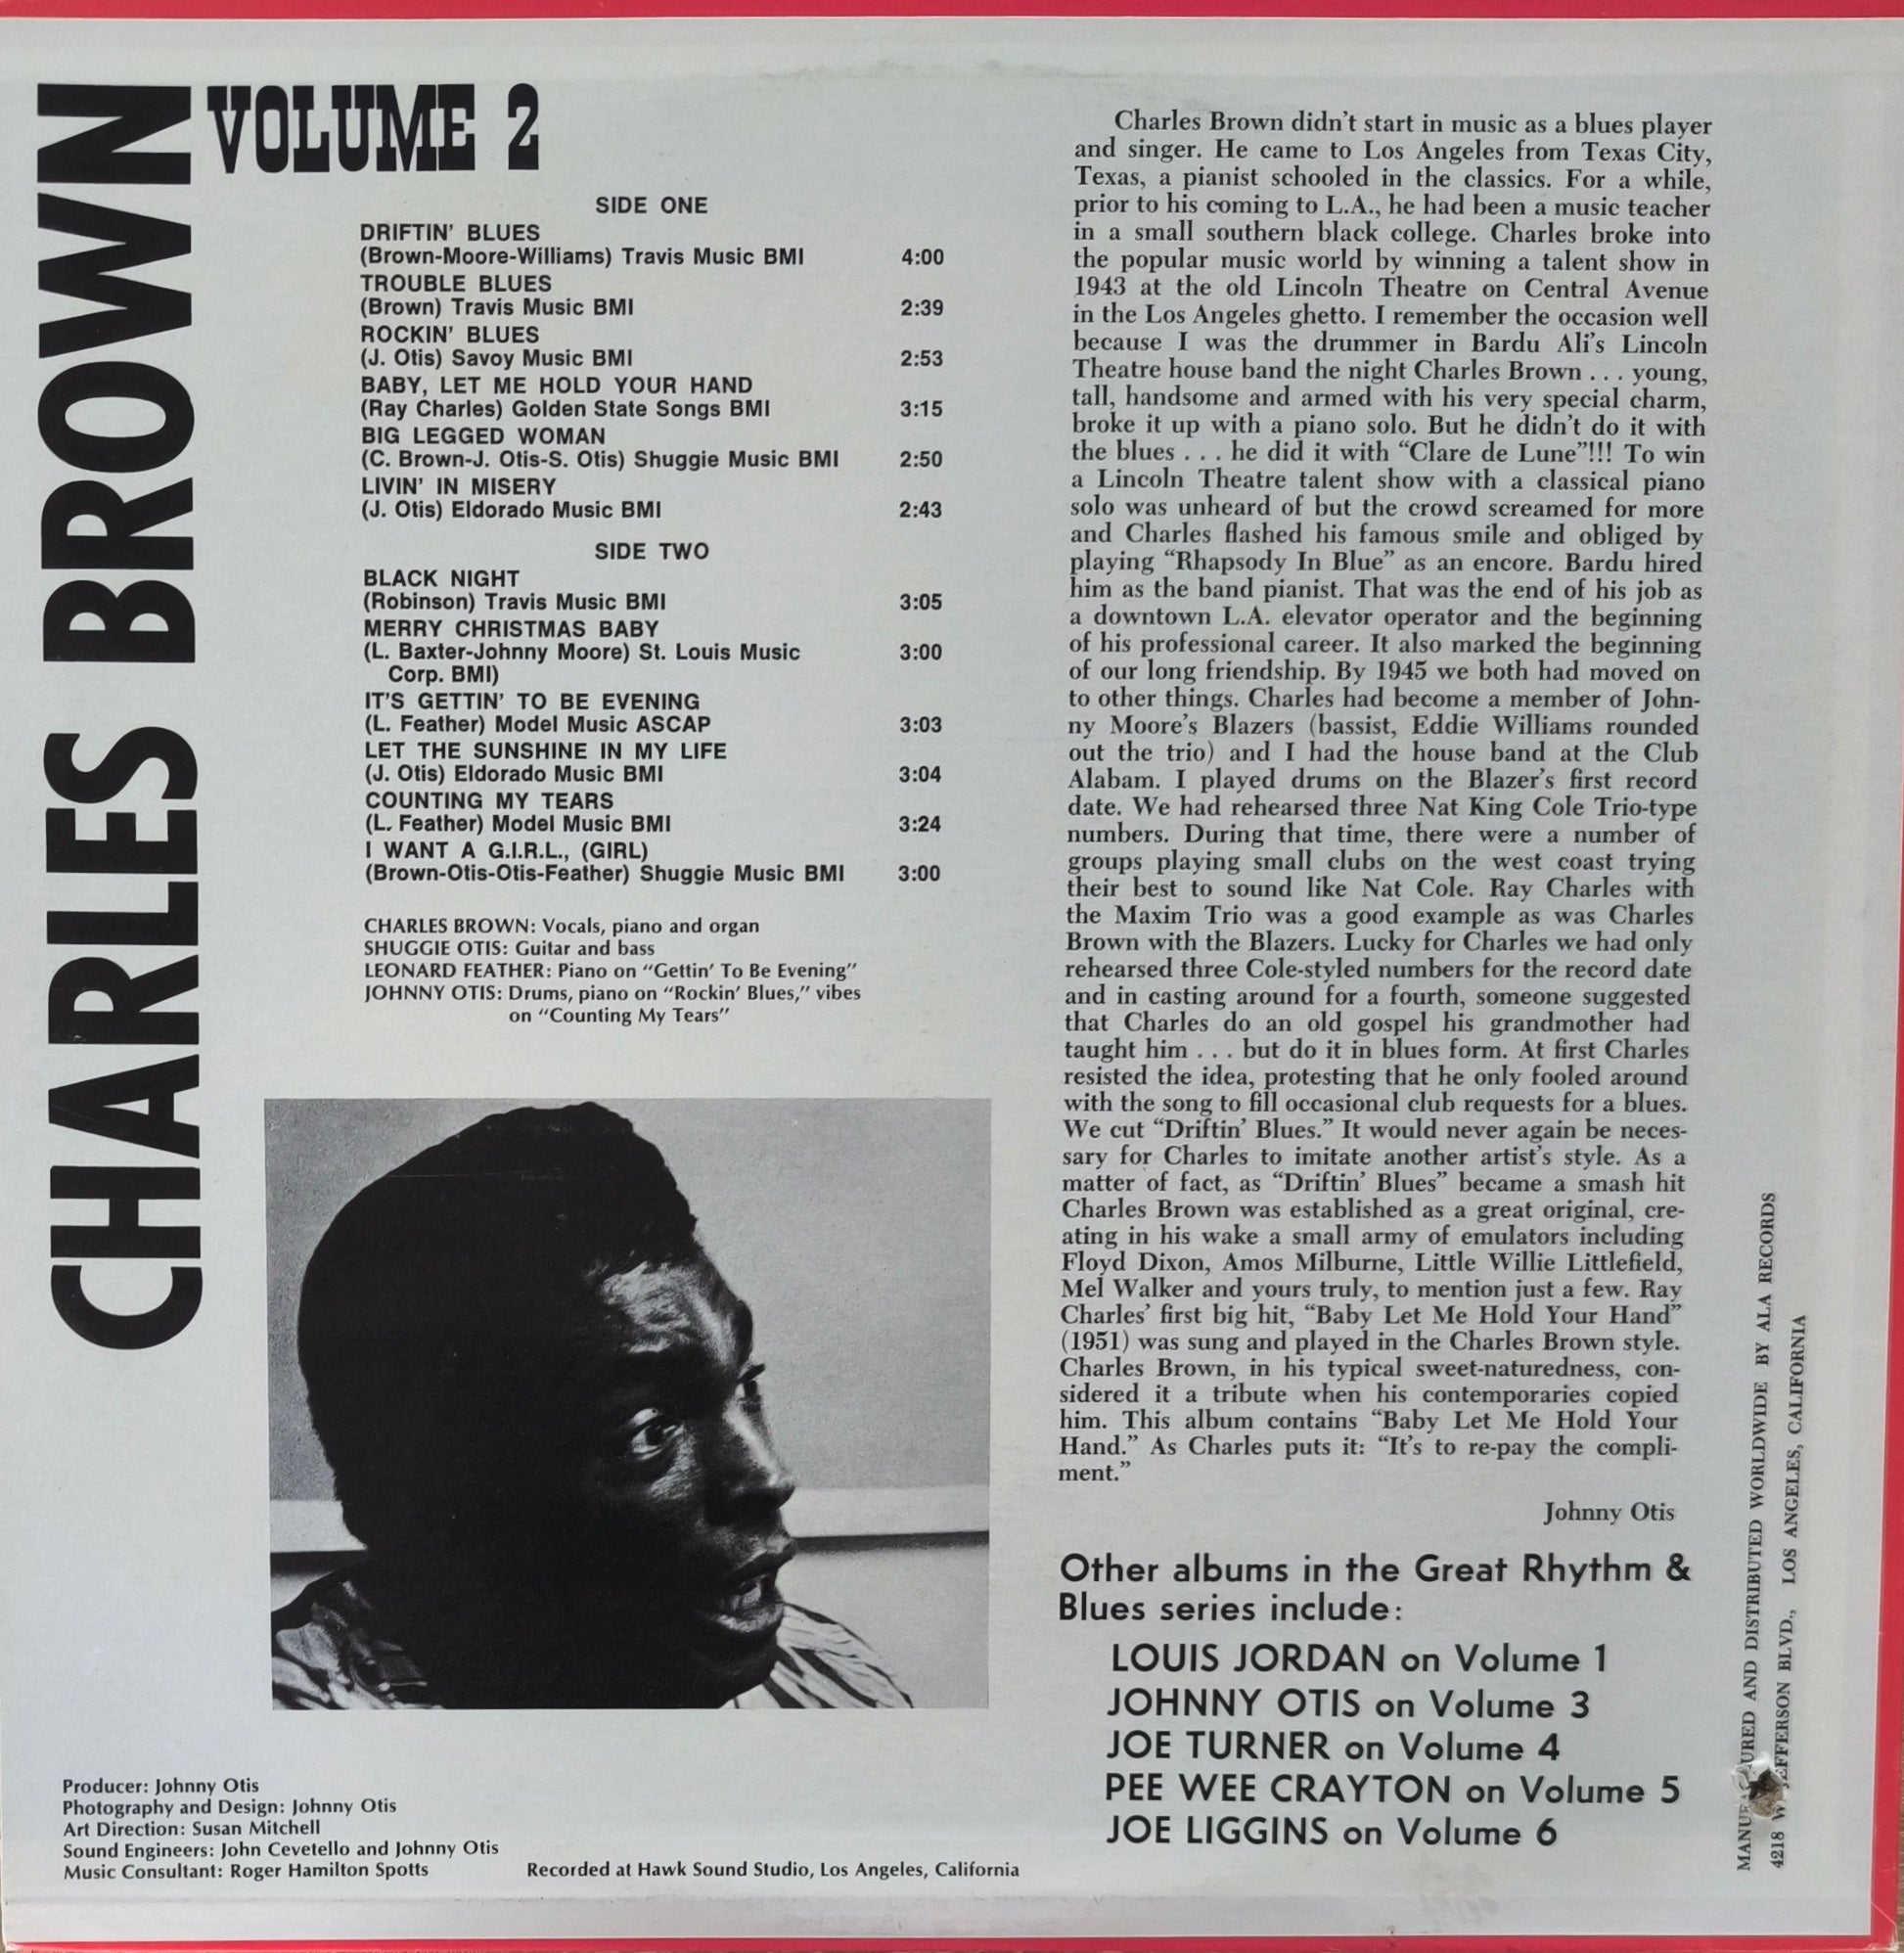 CHARLES BROWN
VOLUME 2
SIDE ONE
DRIFTIN' BLUES
(Brown-Moore-Williams) Travis Music BMI 4:00
TROUBLE BLUES
(Brown) Travis Music BMI 2:39
ROCKIN' BLUES
(J. Otis) Savoy Music BMI 2:53
BABY, LET ME HOLD YOUR HAND
(Ray Charles) Golden State Songs BMI 3:15
BIG LEGGED WOMAN
(C. Brown-J. Otis-S. Otis) Shuggie Music BMI 2:50
LIVIN' IN MISERY
(J. Otis) Eldorado Music BMI 2:43
SIDE TWO
BLACK NIGHT
(Robinson) Travis Music BMI 3:05
MERRY CHRISTMAS BABY
(L. Baxter-Johnny Moore) St. Louis Music 3:00
Corp. BMI)
IT'S GETTIN' TO BE EVENING
(L. Feather) Model Music ASCAP 3:03
LET THE SUNSHINE IN MY LIFE
(J. Otis) Eldorado Music BMI 3:04
COUNTING MY TEARS
(L. Feather) Model Music BMI 3:24
I WANT A G.I.R.L., (GIRL)
(Brown-Otis-Otis-Feather) Shuggie Music BMI 3:00
CHARLES BROWN: Vocals, piano and organ
SHUGGIE OTIS: Guitar and bass
LEONARD FEATHER: Piano on "Gettin' To Be Evening"
JOHNNY OTIS: Drums, piano on "Rockin' Blues," vibes
on "Counting My Tears"
Producer: Johnny Otis
Photography and Design: Johnny Otis
Art Direction: Susan Mitchell
Sound Engineers: John Cevetello and Johnny Otis
Music Consultant: Roger Hamilton Spotts
Recorded at Hawk Sound Studio, Los Angeles, California
Charles Brown didn't start in music as a blues player
and singer. He came to Los Angeles from Texas City,
Texas, a pianist schooled in the classics. For a while,
prior to his coming to L.A., he had been a music teacher
in a small southern black college. Charles broke into
the popular music world by winning a talent show in
1943 at the old Lincoln Theatre on Central Avenue
in the Los Angeles ghetto. I remember the occasion well
because I was the drummer in Bardu Ali's Lincoln
Theatre house band the night Charles Brown . . . young,
tall, handsome and armed with his very special charm,
broke it up with a piano solo. But he didn't do it with
the blues . . . he did it with "Clare de Lune"!!! To win
a Lincoln Theatre talent show with a classical piano
solo was unheard of but the crowd screamed for more
and Charles flashed his famous smile and obliged by
playing "Rhapsody In Blue" as an encore. Bardu hired
him as the band pianist. That was the end of his job as
a downtown L.A. elevator operator and the beginning
of his professional career. It also marked the beginning
of our long friendship. By 1945 we both had moved on
to other things. Charles had become a member of John-
ny Moore's Blazers (bassist, Eddie Williams rounded
out the trio) and I had the house band at the Club
Alabam. I played drums on the Blazer's first record
date. We had rehearsed three Nat King Cole Trio-type
numbers. During that time, there were a number of
groups playing small clubs on the west coast trying
their best to sound like Nat Cole. Ray Charles with
the Maxim Trio was a good example as was Charles
Brown with the Blazers. Lucky for Charles we had only
rehearsed three Cole-styled numbers for the record date
and in casting around for a fourth, someone suggested
that Charles do an old gospel his grandmother had
taught him . . . but do it in blues form. At first Charles
resisted the idea, protesting that he only fooled around
with the song to fill occasional club requests for a blues.
We cut "Driftin' Blues." It would never again be neces-
sary for Charles to imitate another artist's style. As a
matter of fact, as "Driftin' Blues" became a smash hit
Charles Brown was established as a great original, cre-
ating in his wake a small army of emulators including
Floyd Dixon, Amos Milburne, Little Willie Littlefield,
Mel Walker and yours truly, to mention just a few. Ray
Charles' first big hit, "Baby Let Me Hold Your Hand"
(1951) was sung and played in the Charles Brown style.
Charles Brown, in his typical sweet-naturedness, con-
sidered it a tribute when his contemporaries copied
him. This album contains "Baby Let Me Hold Your
Hand." As Charles puts it: "It's to re-pay the compli-
ment."
Johnny Otis
Other albums in the Great Rhythm &
Blues series include:
LOUIS JORDAN on Volume 1
JOHNNY OTIS on Volume 3
JOE TURNER on Volume 4
PEE WEE CRAYTON on Volume 5
JOE LIGGINS on Volume 6
AND DISTRIBUTED WORLDWIDE BY ALA RECORDS
4218 W. JEFFERSON BLVD., LOS ANGELES, CALIFORNIA